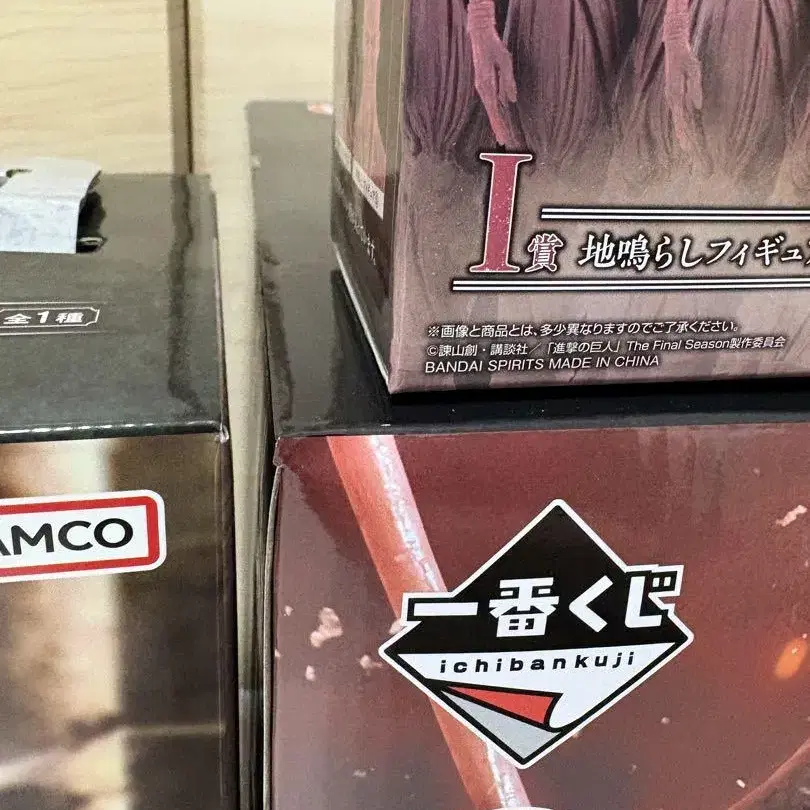 I賞 地鳴らしフィギュア
※画像と商品とは、多少異なりますのでご了承ください。
©諫山創・講談社／「進撃の巨人」The Final Season製作委員会
BANDAI SPIRITS MADE IN CHINA
全1種
AMCO
一番くじ
ichibankuji